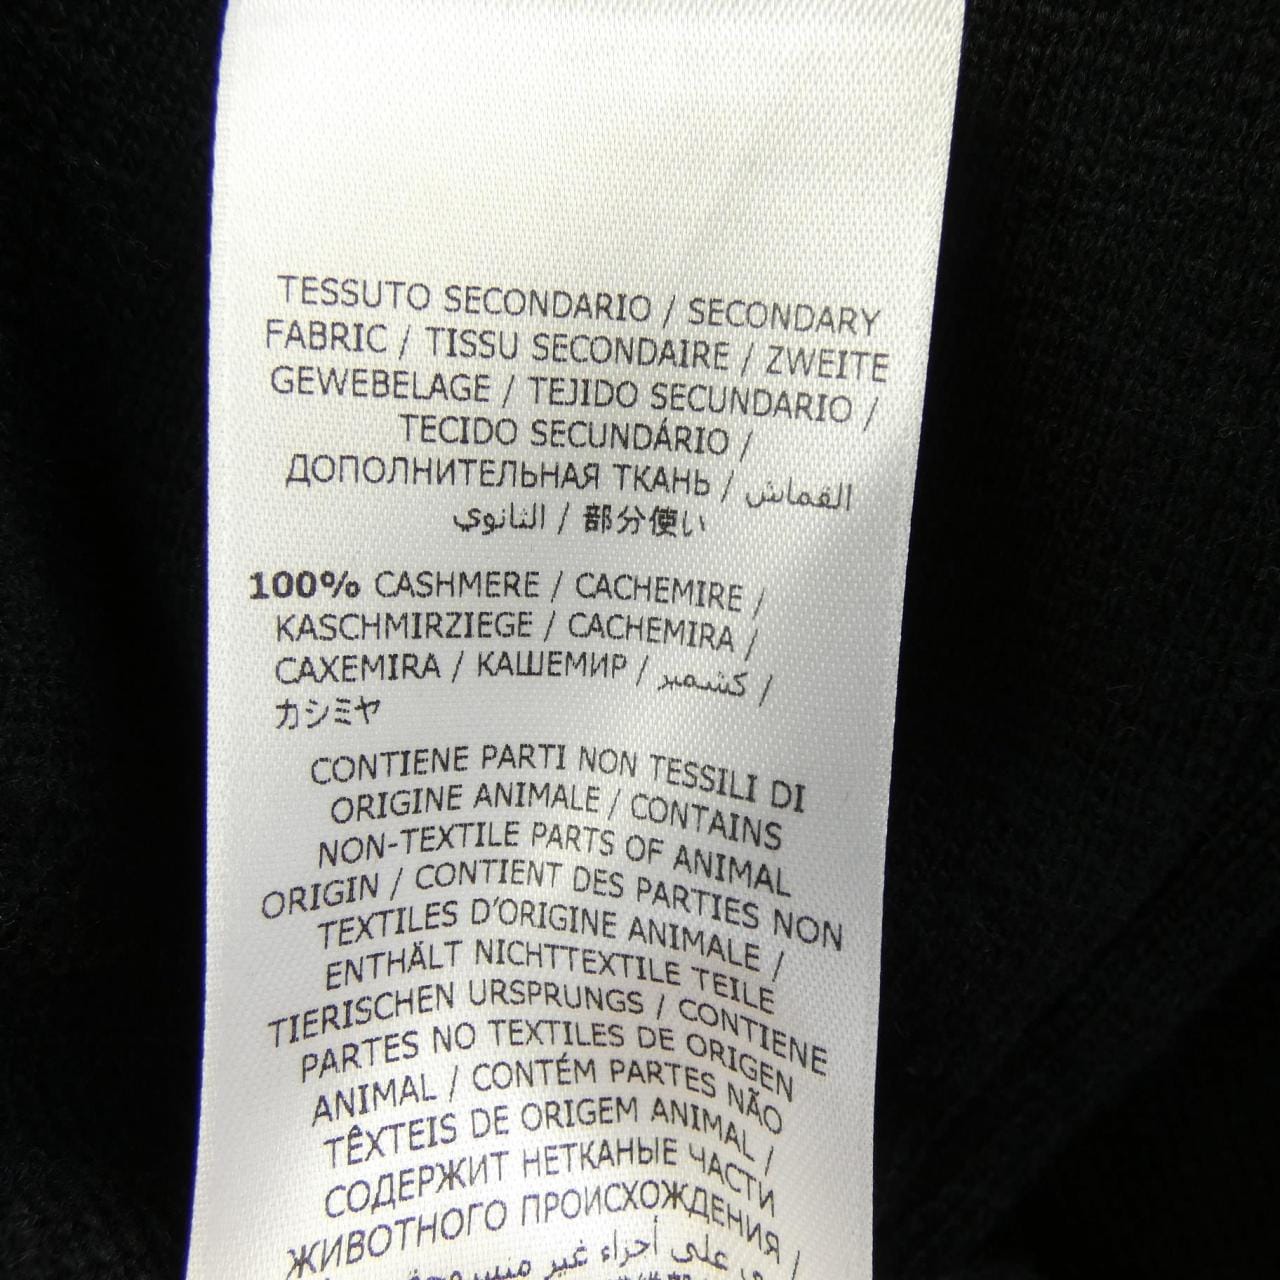 TESSUTO SECONDARIO / SECONDARY
FABRIC / TISSU SECONDAIRE / ZWEITE
GEWEBELAGE / TEJIDO SECUNDARIO /
TECIDO SECUNDÁRIO /
ДОПОЛНИТЕЛЬНАЯ ТКАНЬ / القماش
الثانوي / 部分使い
100% CASHMERE / CACHEMIRE /
KASCHMIRZIEGE / CACHEMIRA /
CAXEMIRA / КАШЕМИР / كشمير /
カシミヤ
CONTIENE PARTI NON TESSILI DI
ORIGINE ANIMALE / CONTAINS
NON-TEXTILE PARTS OF ANIMAL
ORIGIN / CONTIENT DES PARTIES NON
TEXTILES D'ORIGINE ANIMALE /
ENTHÄLT NICHTTEXTILE TEILE
TIERISCHEN URSPRUNGS / CONTIENE
PARTES NO TEXTILES DE ORIGEN
ANIMAL / CONTÉM PARTES NÃO
TÊXTEIS DE ORIGEM ANIMAL /
СОДЕРЖИТ НЕТКАНЫЕ ЧАСТИ
ЖИВОТНОГО ПРОИСХОЖДЕНИЯ /
على أجزاء غير